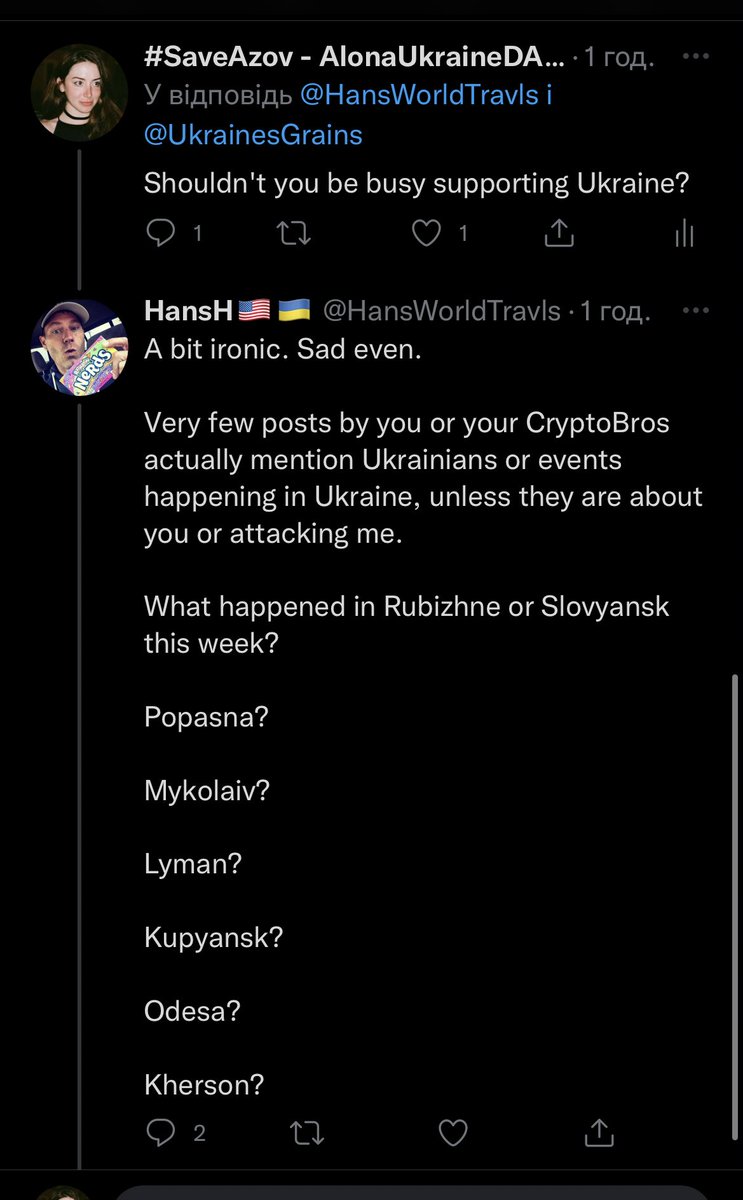 #SaveAzov - AlonaUkraineDA... · 1 год.
У відповідь @HansWorldTravls і
@UkrainesGrains
Shouldn't you be busy supporting Ukraine?
1 1
HansH🇺🇸 🇺🇦 @HansWorldTravls · 1 год.
A bit ironic. Sad even.
Very few posts by you or your CryptoBros
actually mention Ukrainians or events
happening in Ukraine, unless they are about
you or attacking me.
What happened in Rubizhne or Slovyansk
this week?
Popasna?
Mykolaiv?
Lyman?
Kupyansk?
Odesa?
Kherson?
2
NERDS